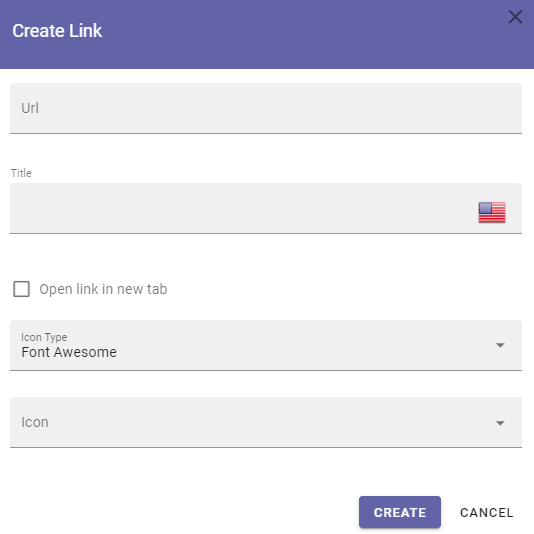 Create Link
Url
Title
Open link in new tab
Icon Type
Font Awesome
Icon
CREATE CANCEL